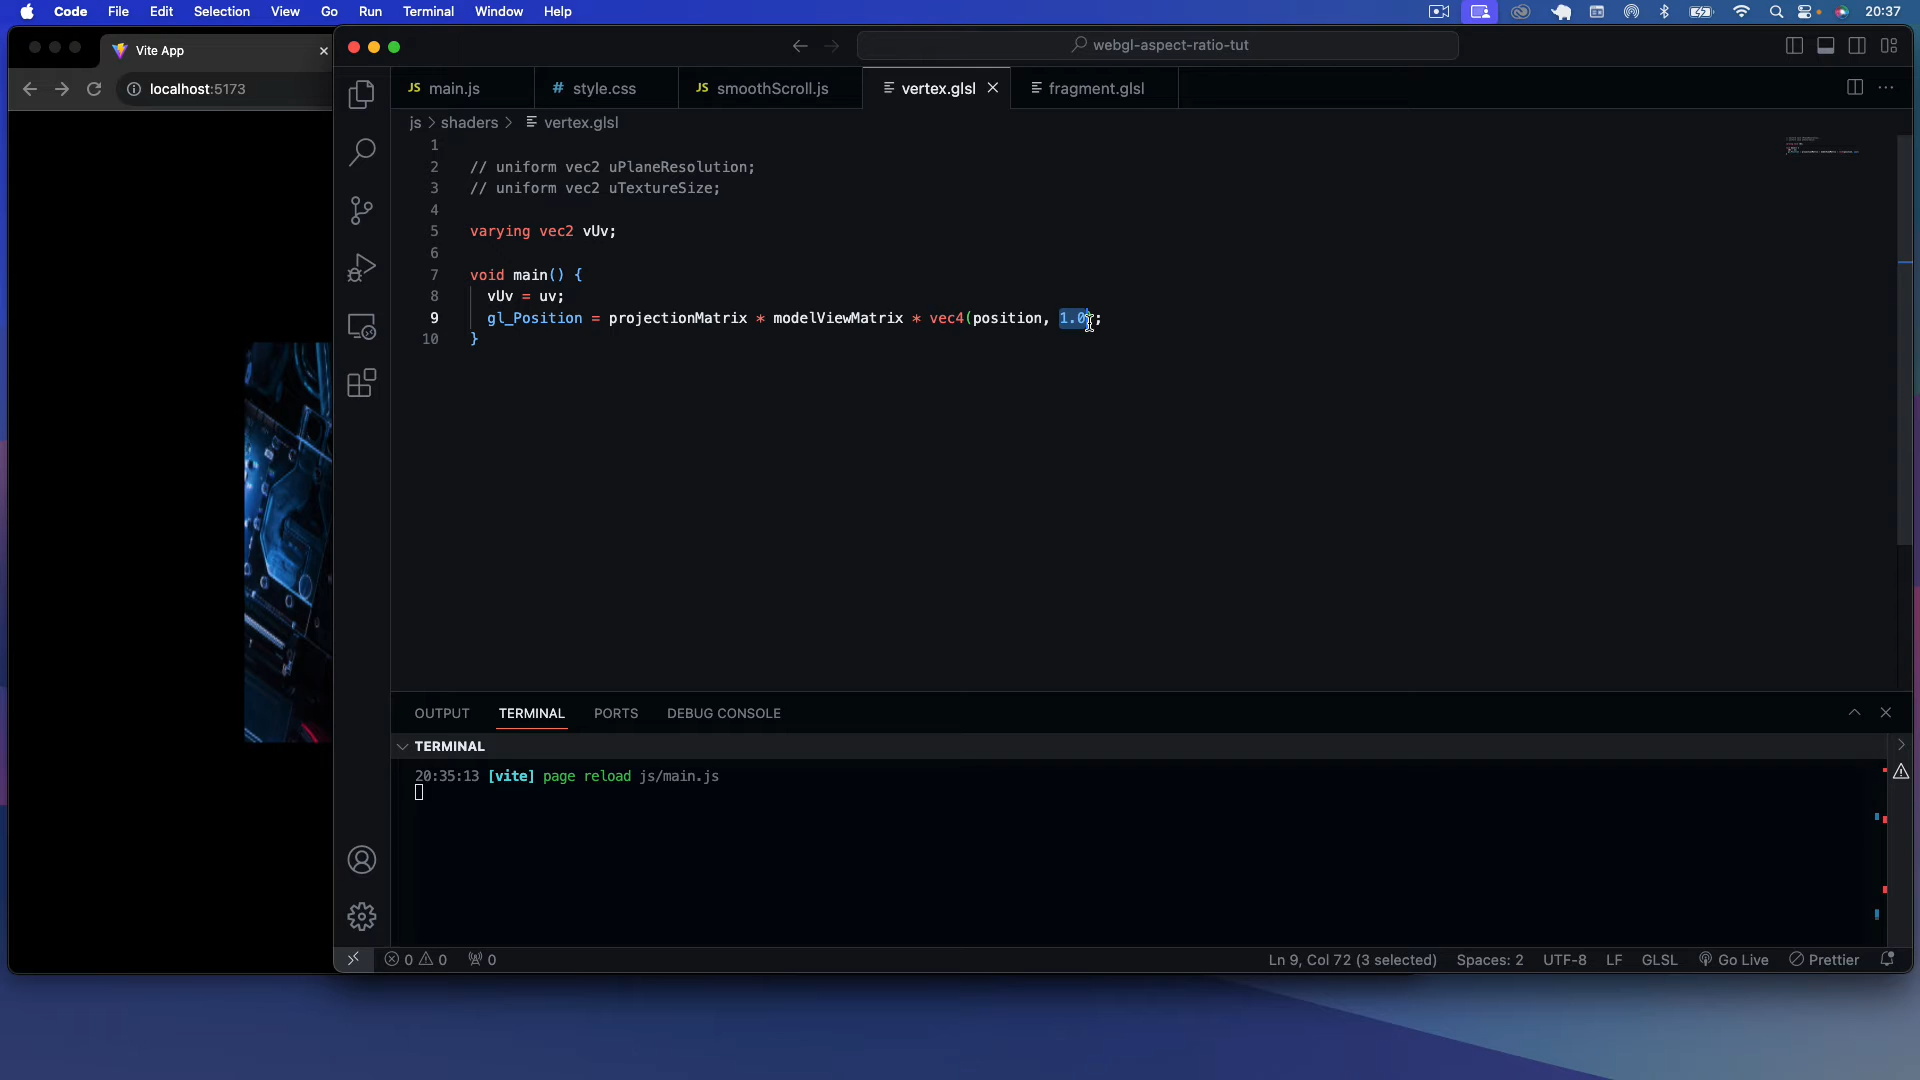 Code File Edit Selection View Go Run Terminal Window Help 20:37
Vite App
localhost:5173
webgl-aspect-ratio-tut
JS main.js # style.css JS smoothScroll.js vertex.glsl fragment.glsl
js > shaders > vertex.glsl
1
2 // uniform vec2 uPlaneResolution;
3 // uniform vec2 uTextureSize;
4
5 varying vec2 vUv;
6
7 void main() {
8 vUv = uv;
9 gl_Position = projectionMatrix * modelViewMatrix * vec4(position, 1.0);
10 }
OUTPUT TERMINAL PORTS DEBUG CONSOLE
TERMINAL
20:35:13 [vite] page reload js/main.js
0 0 0 Ln 9, Col 72 (3 selected) Spaces: 2 UTF-8 LF GLSL Go Live Prettier